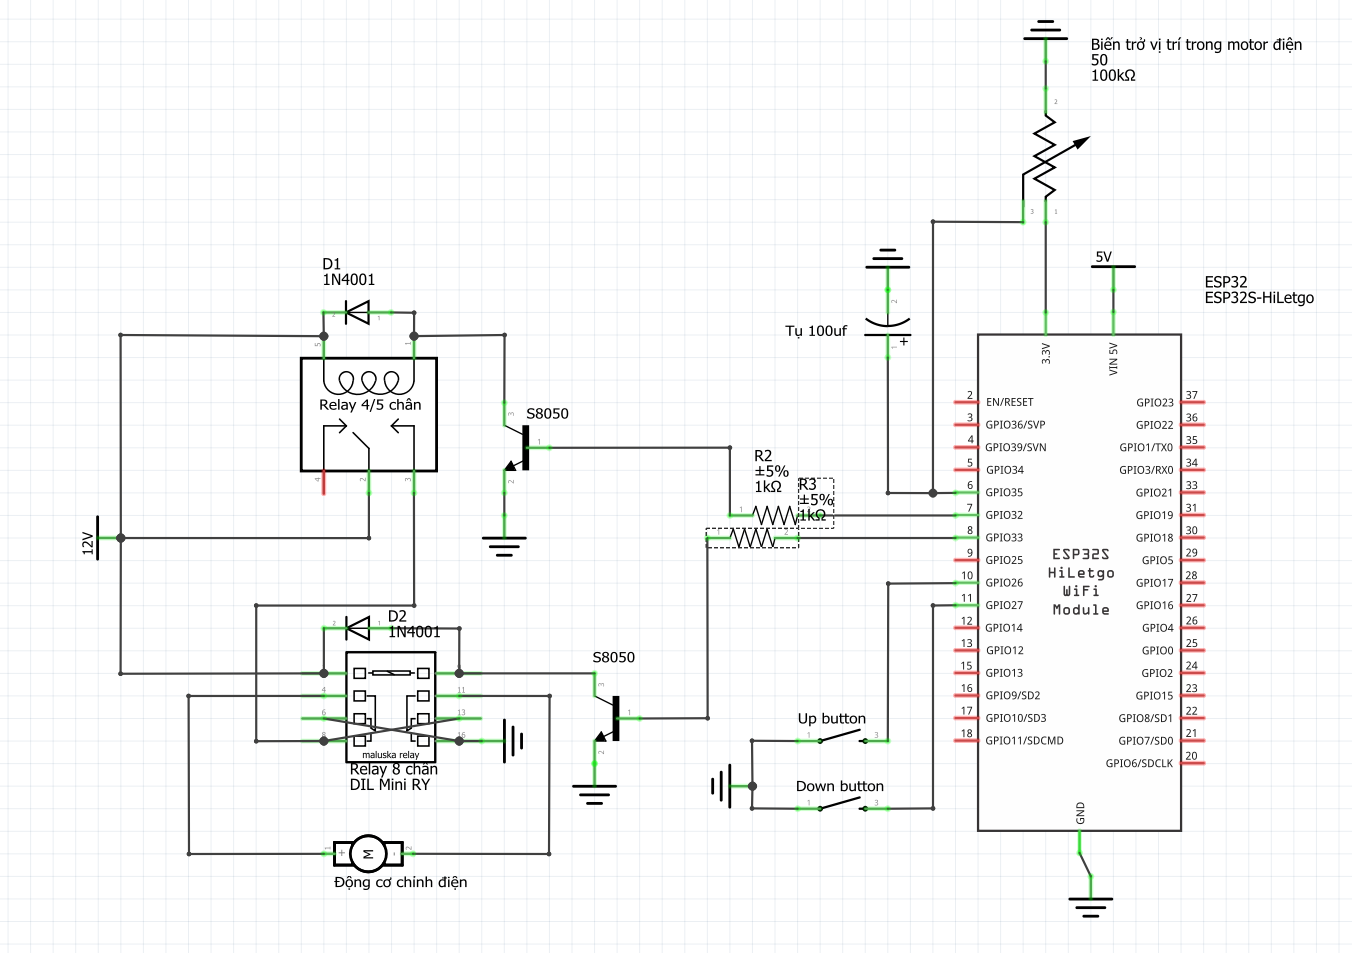 Biến trở vị trí trong motor điện
50
100kΩ
2
3
1
5V
ESP32
ESP32S-HiLetgo
D1
1N4001
2
1
5
1
Relay 4/5 chân
4
2
3
12V
S8050
3
1
2
Tụ 100uf
2
+
1
R2
±5%
1kΩ
R3
±5%
1kΩ
1
1
2
3.3V
VIN 5V
2 EN/RESET
3 GPIO36/SVP
4 GPIO39/SVN
5 GPIO34
6 GPIO35
7 GPIO32
8 GPIO33
9 GPIO25
10 GPIO26
11 GPIO27
12 GPIO14
13 GPIO12
15 GPIO13
16 GPIO9/SD2
17 GPIO10/SD3
18 GPIO11/SDCMD
GPIO23 37
GPIO22 36
GPIO1/TX0 35
GPIO3/RX0 34
GPIO21 33
GPIO19 31
GPIO18 30
GPIO5 29
GPIO17 28
GPIO16 27
GPIO4 26
GPIO0 25
GPIO2 24
GPIO15 23
GPIO8/SD1 22
GPIO7/SD0 21
GPIO6/SDCLK 20
ESP32S
HiLetgo
WiFi
Module
GND
D2
1N4001
2
1
4
11
6
13
8
16
maluska relay
Relay 8 chân
DIL Mini RY
S8050
3
1
2
Up button
1
3
Down button
1
3
1
+
M
-
2
Động cơ chỉnh điện